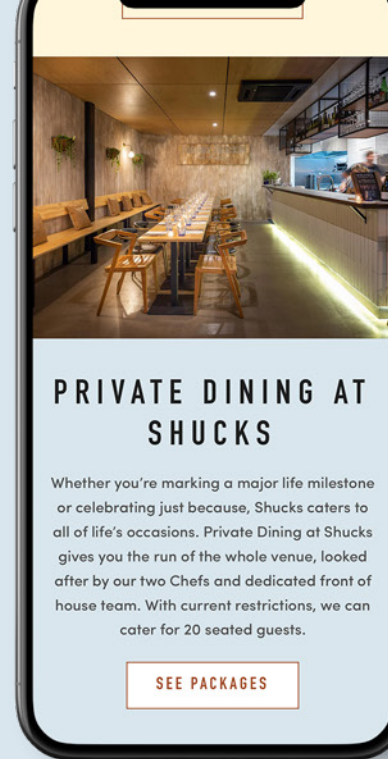 PRIVATE DINING AT
SHUCKS
Whether you’re marking a major life milestone
or celebrating just because, Shucks caters to
all of life’s occasions. Private Dining at Shucks
gives you the run of the whole venue, looked
after by our two Chefs and dedicated front of
house team. With current restrictions, we can
cater for 20 seated guests.
SEE PACKAGES